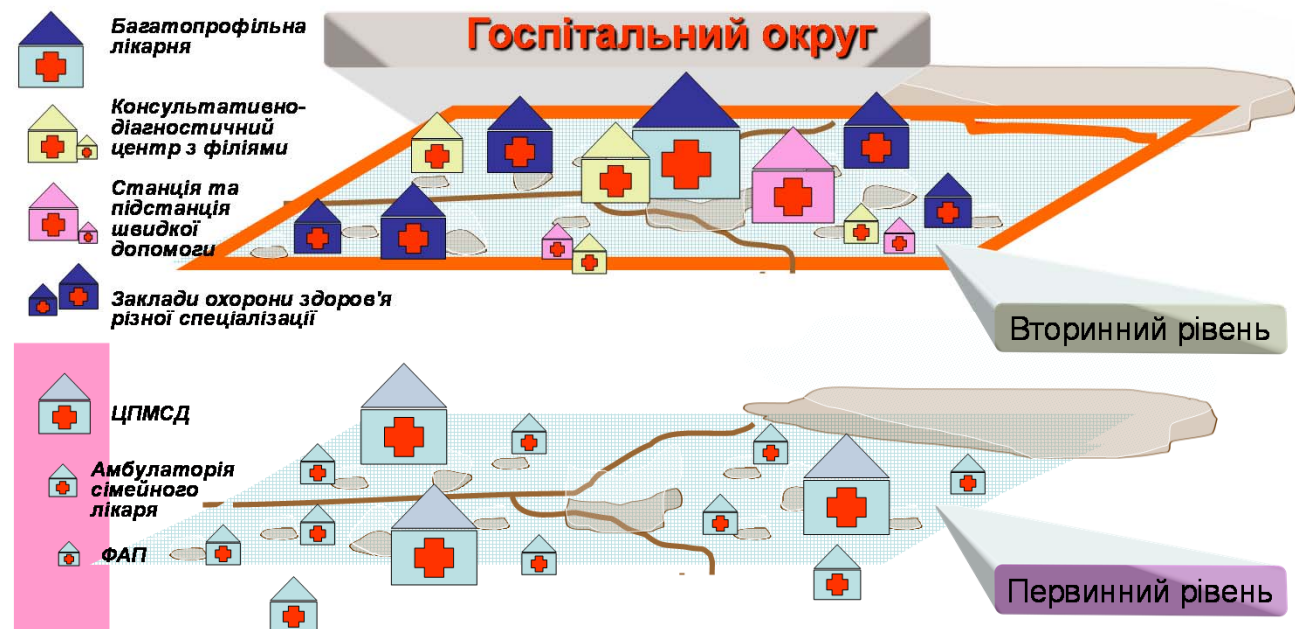 Госпітальний округ
Багатопрофільна
лікарня
Консультативно-
діагностичний
центр з філіями
Станція та
підстанція
швидкої
допомоги
Заклади охорони здоров'я
різної спеціалізації
Вторинний рівень
ЦПМСД
Амбулаторія
сімейного
лікаря
ФАП
Первинний рівень